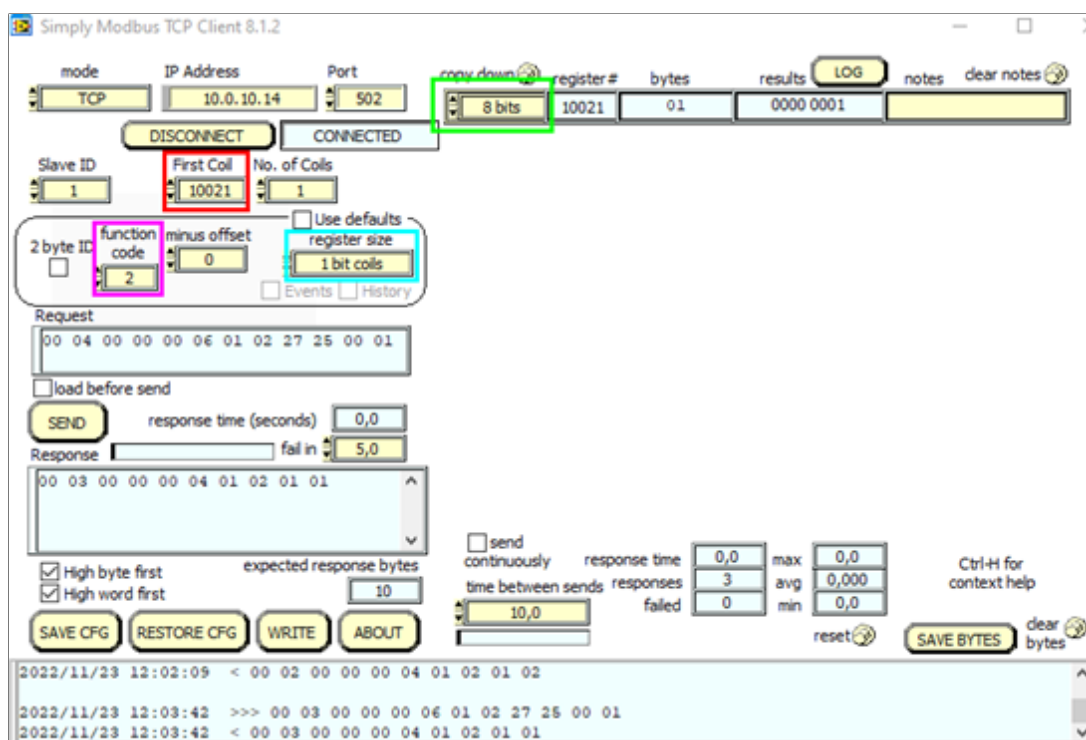 Simply Modbus TCP Client 8.1.2
mode IP Address Port
TCP 10.0.10.14 502
DISCONNECT CONNECTED
copy down register # bytes results LOG notes clear notes
8 bits 10021 01 0000 0001
Slave ID First Coil No. of Coils
1 10021 1
Use defaults
2 byte ID function code minus offset register size
2 0 1 bit coils
Events History
Request
00 04 00 00 00 06 01 02 27 25 00 01
load before send
SEND response time (seconds) 0,0
Response fail in 5,0
00 03 00 00 00 04 01 02 01 01
High byte first expected response bytes
High word first 10
SAVE CFG RESTORE CFG WRITE ABOUT
send continuously
time between sends
10,0
response time 0,0 max 0,0
responses 3 avg 0,000
failed 0 min 0,0
reset
Ctrl-H for
context help
SAVE BYTES clear bytes
2022/11/23 12:02:09 < 00 02 00 00 00 04 01 02 01 02
2022/11/23 12:03:42 >>> 00 03 00 00 00 06 01 02 27 25 00 01
2022/11/23 12:03:42 < 00 03 00 00 00 04 01 02 01 01